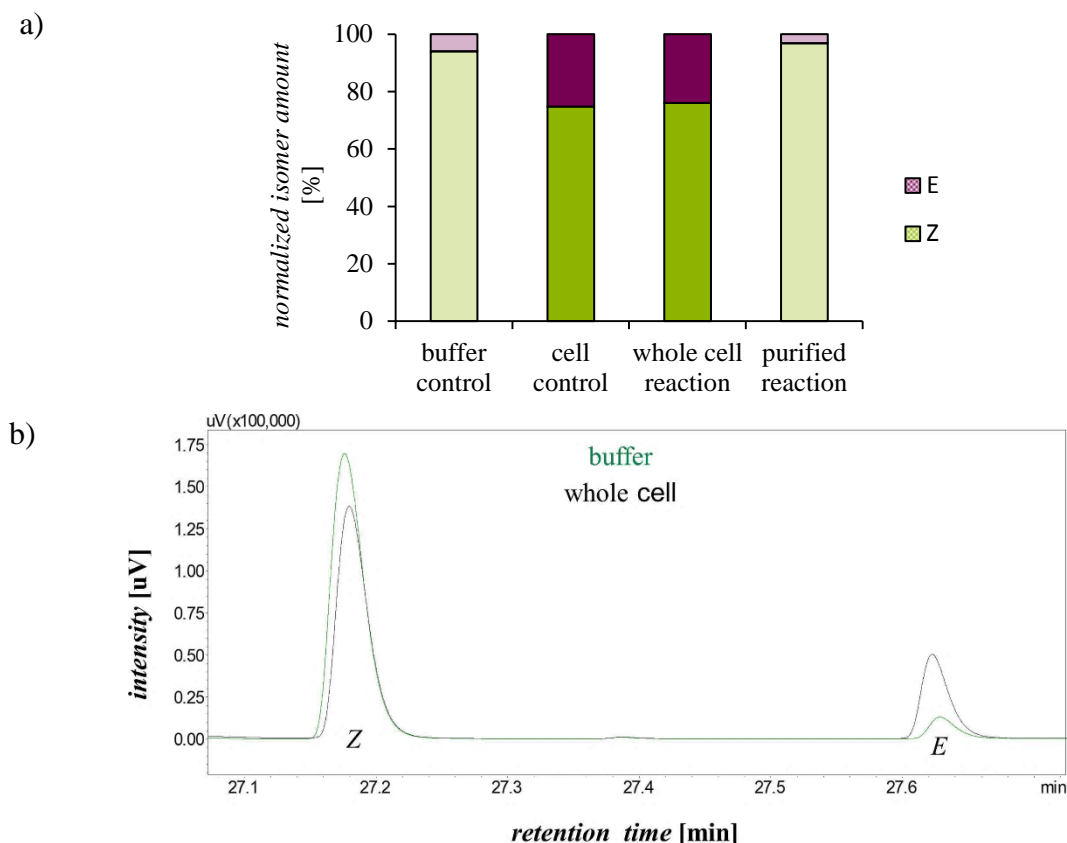 a)
normalized isomer amount
[%]
100
80
60
40
20
0
buffer
control
cell
control
whole cell
reaction
purified
reaction
E
Z
b)
uV(x100,000)
buffer
whole cell
1.75
1.50
1.25
1.00
0.75
0.50
0.25
0.00
intensity [uV]
Z
E
27.1 27.2 27.3 27.4 27.5 27.6 min
retention time [min]